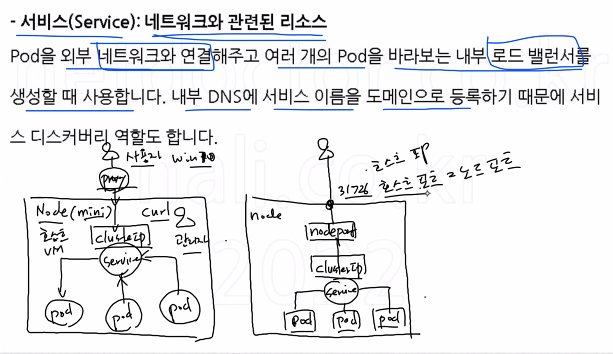 - 서비스(Service): 네트워크와 관련된 리소스
Pod을 외부 네트워크와 연결해주고 여러 개의 Pod을 바라보는 내부 로드 밸런서를
생성할 때 사용합니다. 내부 DNS에 서비스 이름을 도메인으로 등록하기 때문에 서비
스 디스커버리 역할도 합니다.
사용자 win10
proxy
Node(mini) curl
호스트 clusterIp 관리자
VM
service
pod pod pod
호스트 IP
31726 호스트 포트 = 노드 포트
node
nodeport
clusterIp
service
pod pod pod